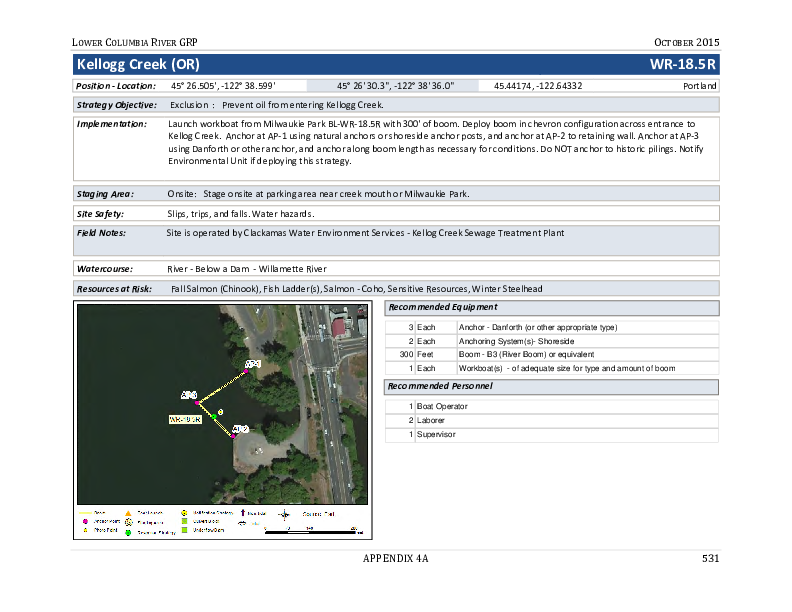 LOWER COLUMBIA RIVER GRP OCTOBER 2015
Kellogg Creek (OR) WR-18.5R
Position - Location: 45° 26.505', -122° 38.599' 45° 26'30.3", -122° 38'36.0" 45.44174, -122.64332 Portland
Strategy Objective: Exclusion : Prevent oil from entering Kellogg Creek.
Implementation: Launch workboat from Milwaukie Park BL-WR-18.5R with 300' of boom. Deploy boom in chevron configuration across entrance to
Kellog Creek. Anchor at AP-1 using natural anchors or shoreside anchor posts, and anchor at AP-2 to retaining wall. Anchor at AP-3
using Danforth or other anchor, and anchor along boom length as necessary for conditions. Do NOT anchor to historic pilings. Notify
Environmental Unit if deploying this strategy.
Staging Area: Onsite: Stage onsite at parking area near creek mouth or Milwaukie Park.
Site Safety: Slips, trips, and falls. Water hazards.
Field Notes: Site is operated by Clackamas Water Environment Services - Kellog Creek Sewage Treatment Plant
Watercourse: River - Below a Dam - Willamette River
Resources at Risk: Fall Salmon (Chinook), Fish Ladder(s), Salmon - Coho, Sensitive Resources, Winter Steelhead
Recommended Equipment
3 Each Anchor - Danforth (or other appropriate type)
2 Each Anchoring System(s)- Shoreside
300 Feet Boom - B3 (River Boom) or equivalent
1 Each Workboat(s) - of adequate size for type and amount of boom
Recommended Personnel
1 Boat Operator
2 Laborer
1 Supervisor
AP-1
AP-3
WR-18.5R
AP-2
Anchor Point
Photo Point
APPENDIX 4A 531